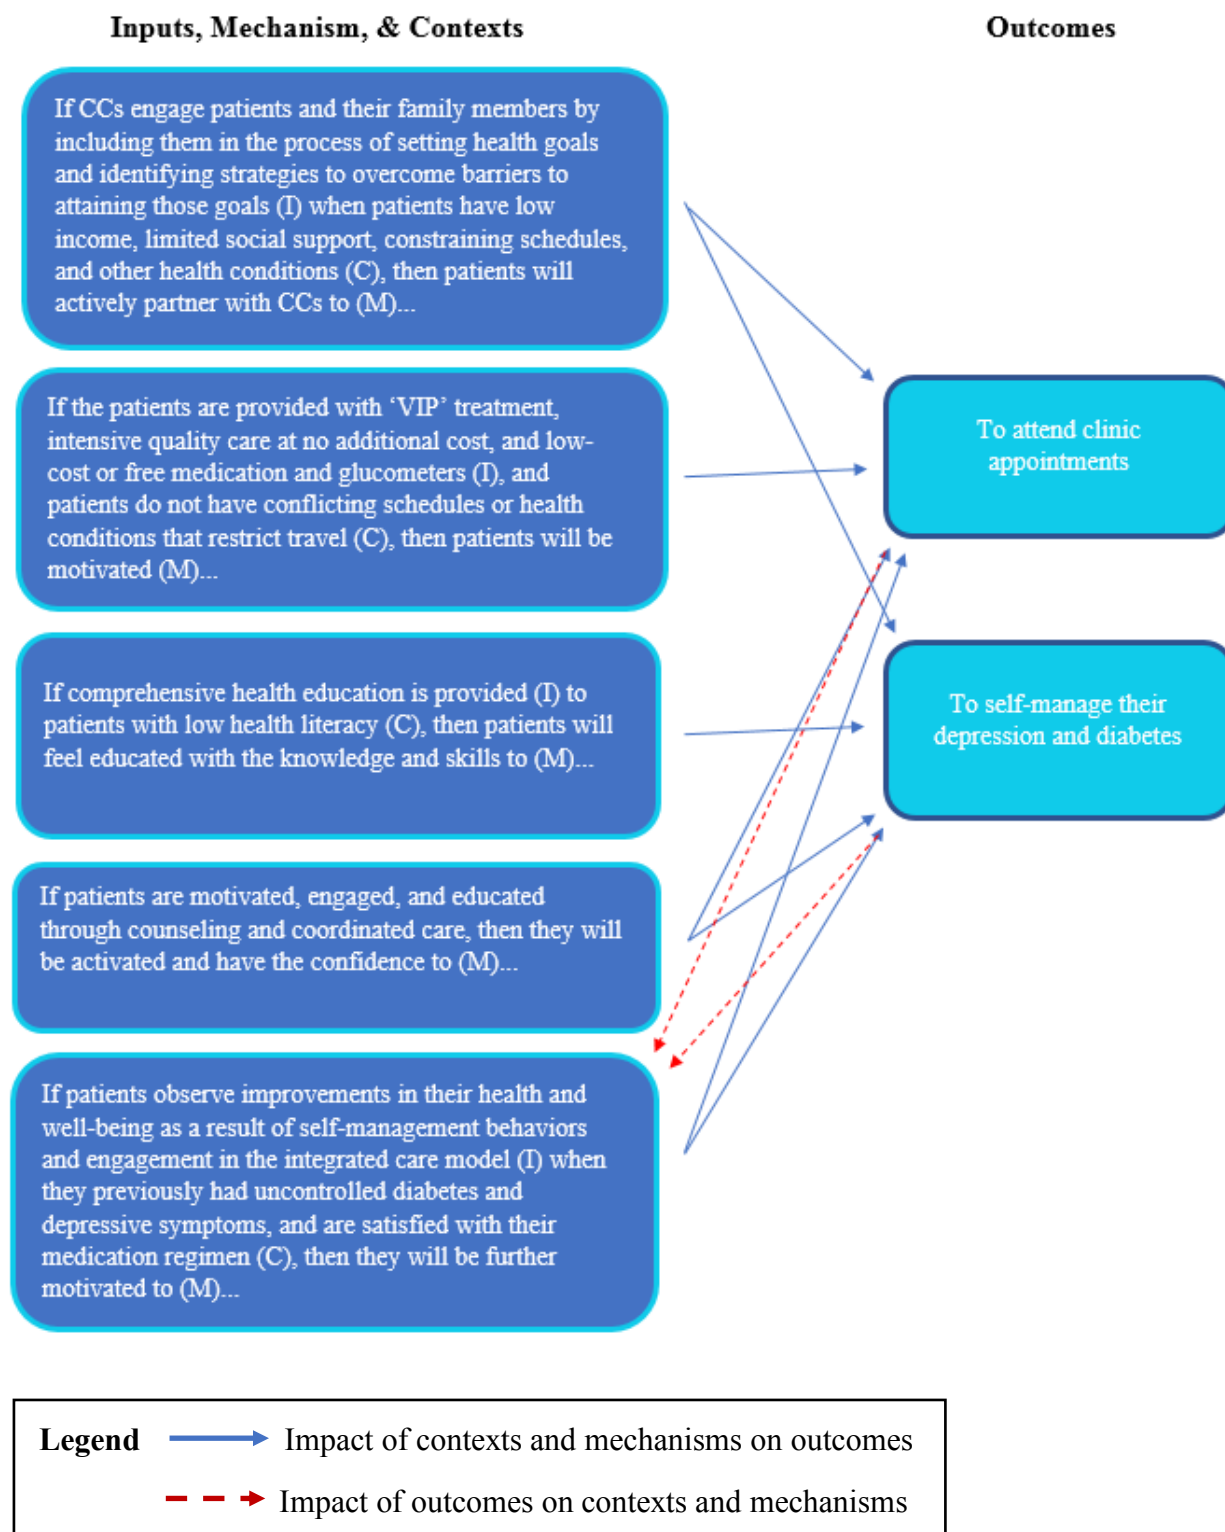 Inputs, Mechanism, & Contexts
Outcomes
If CCs engage patients and their family members by
including them in the process of setting health goals
and identifying strategies to overcome barriers to
attaining those goals (I) when patients have low
income, limited social support, constraining schedules,
and other health conditions (C), then patients will
actively partner with CCs to (M)...
If the patients are provided with ‘VIP’ treatment,
intensive quality care at no additional cost, and low-
cost or free medication and glucometers (I), and
patients do not have conflicting schedules or health
conditions that restrict travel (C), then patients will be
motivated (M)...
If comprehensive health education is provided (I) to
patients with low health literacy (C), then patients will
feel educated with the knowledge and skills to (M)...
If patients are motivated, engaged, and educated
through counseling and coordinated care, then they will
be activated and have the confidence to (M)...
If patients observe improvements in their health and
well-being as a result of self-management behaviors
and engagement in the integrated care model (I) when
they previously had uncontrolled diabetes and
depressive symptoms, and are satisfied with their
medication regimen (C), then they will be further
motivated to (M)...
To attend clinic
appointments
To self-manage their
depression and diabetes
Legend
Impact of contexts and mechanisms on outcomes
Impact of outcomes on contexts and mechanisms